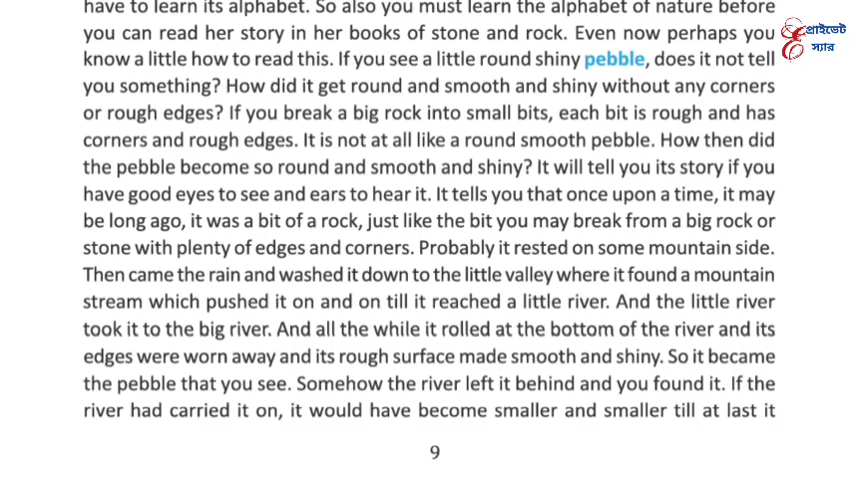 have to learn its alphabet. So also you must learn the alphabet of nature before
you can read her story in her books of stone and rock. Even now perhaps you
know a little how to read this. If you see a little round shiny pebble, does it not tell
you something? How did it get round and smooth and shiny without any corners
or rough edges? If you break a big rock into small bits, each bit is rough and has
corners and rough edges. It is not at all like a round smooth pebble. How then did
the pebble become so round and smooth and shiny? It will tell you its story if you
have good eyes to see and ears to hear it. It tells you that once upon a time, it may
be long ago, it was a bit of a rock, just like the bit you may break from a big rock or
stone with plenty of edges and corners. Probably it rested on some mountain side.
Then came the rain and washed it down to the little valley where it found a mountain
stream which pushed it on and on till it reached a little river. And the little river
took it to the big river. And all the while it rolled at the bottom of the river and its
edges were worn away and its rough surface made smooth and shiny. So it became
the pebble that you see. Somehow the river left it behind and you found it. If the
river had carried it on, it would have become smaller and smaller till at last it
9
প্রাইভেট
স্যার